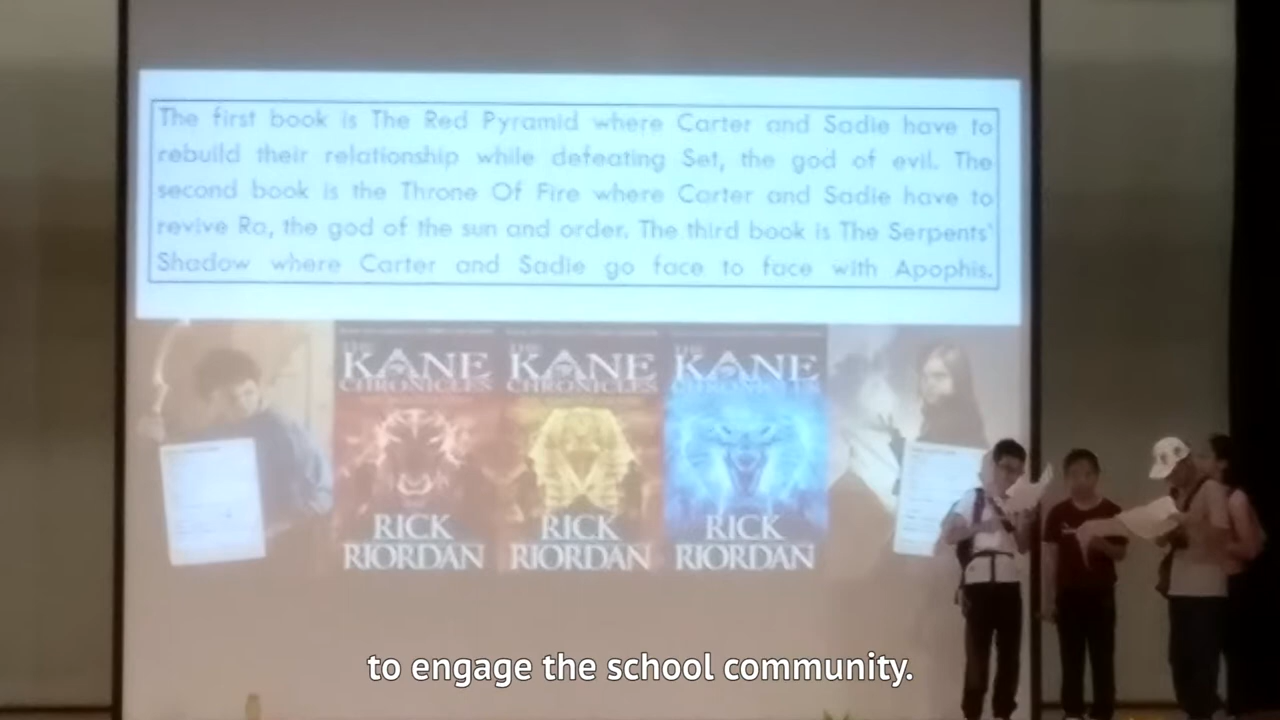 The first book is The Red Pyramid where Carter and Sadie have to
rebuild their relationship while defeating Set, the god of evil. The
second book is the Throne Of Fire where Carter and Sadie have to
revive Ra, the god of the sun and order. The third book is The Serpents'
Shadow where Carter and Sadie go face to face with Apophis.
THE
KANE
CHRONICLES
RICK
RIORDAN
THE
KANE
CHRONICLES
RICK
RIORDAN
THE
KANE
CHRONICLES
RICK
RIORDAN
to engage the school community.